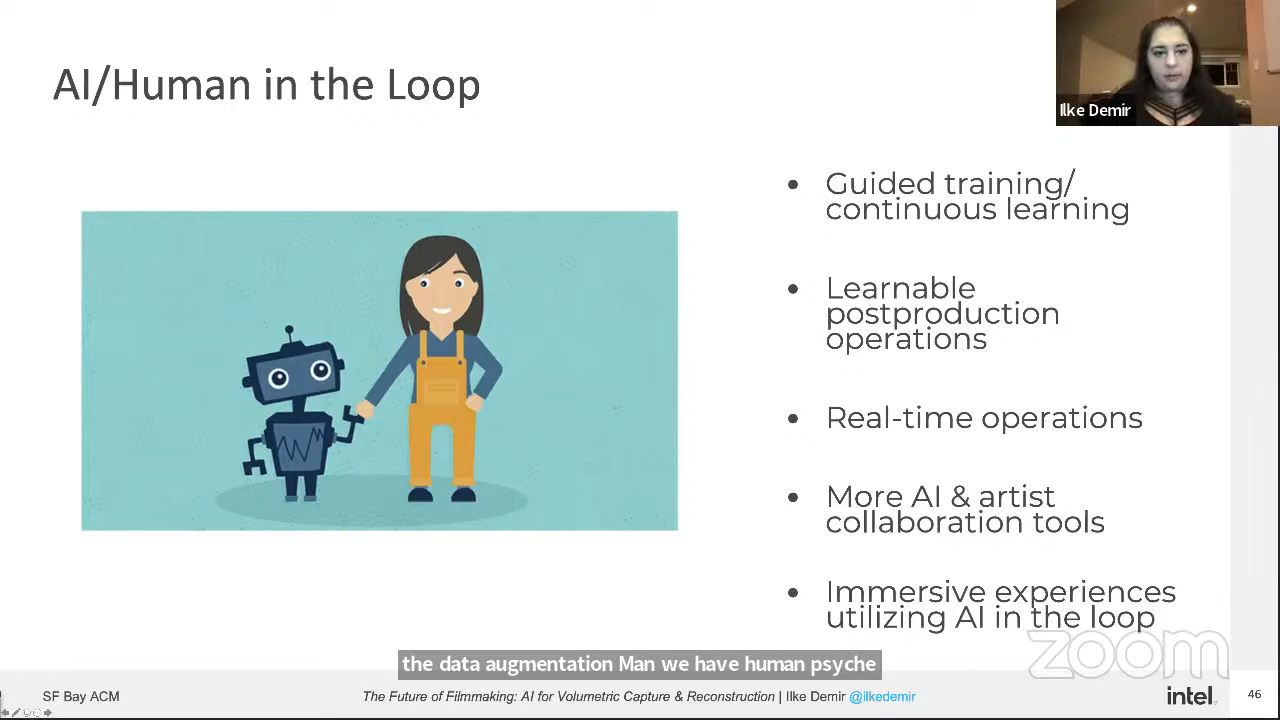 AI/Human in the Loop
Ilke Demir
Guided training/
continuous learning
Learnable
postproduction
operations
Real-time operations
More AI & artist
collaboration tools
Immersive experiences
utilizing AI in the loop
zoom
the data augmentation Man we have human psyche
SF Bay ACM
The Future of Filmmaking: AI for Volumetric Capture & Reconstruction | Ilke Demir @ilkedemir
intel.
46